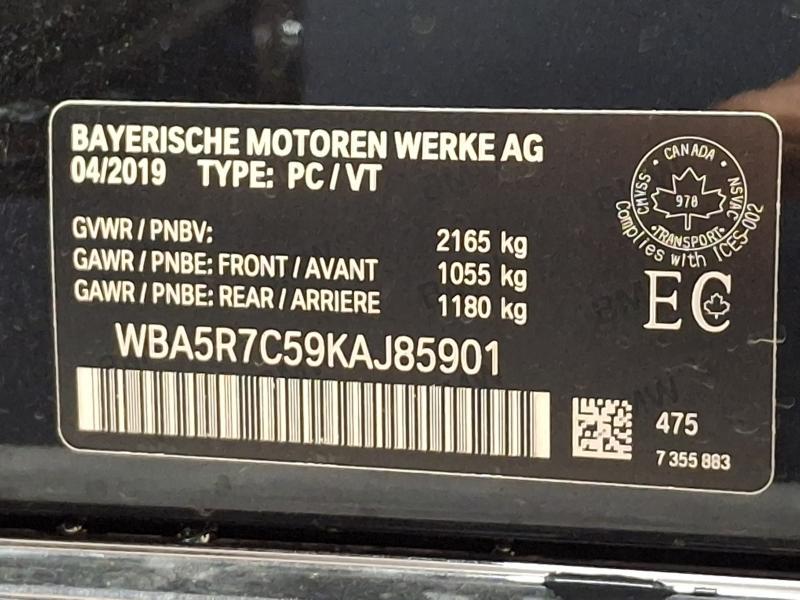 BAYERISCHE MOTOREN WERKE AG
04/2019 TYPE: PC/VT
GVWR / PNBV: 2165 kg
GAWR / PNBE: FRONT / AVANT 1055 kg
GAWR / PNBE: REAR / ARRIERE 1180 kg
WBA5R7C59KAJ85901
CANADA
CMVSS 978 NSVAC
TRANSPORT
Complies with ICES-002
EC
475
7 355 883